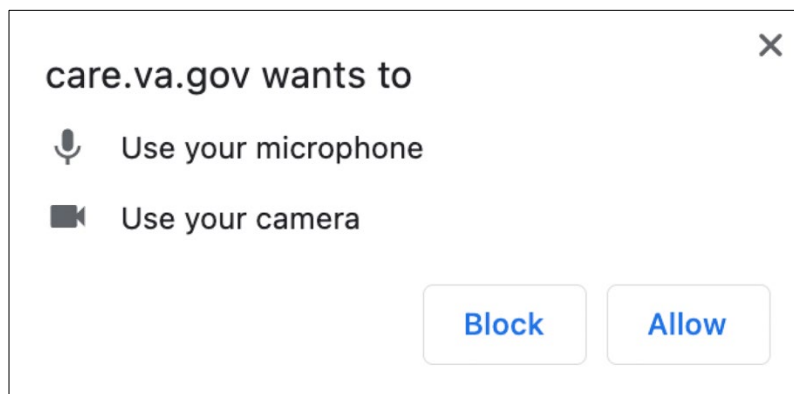 care.va.gov wants to
Use your microphone
Use your camera
Block Allow